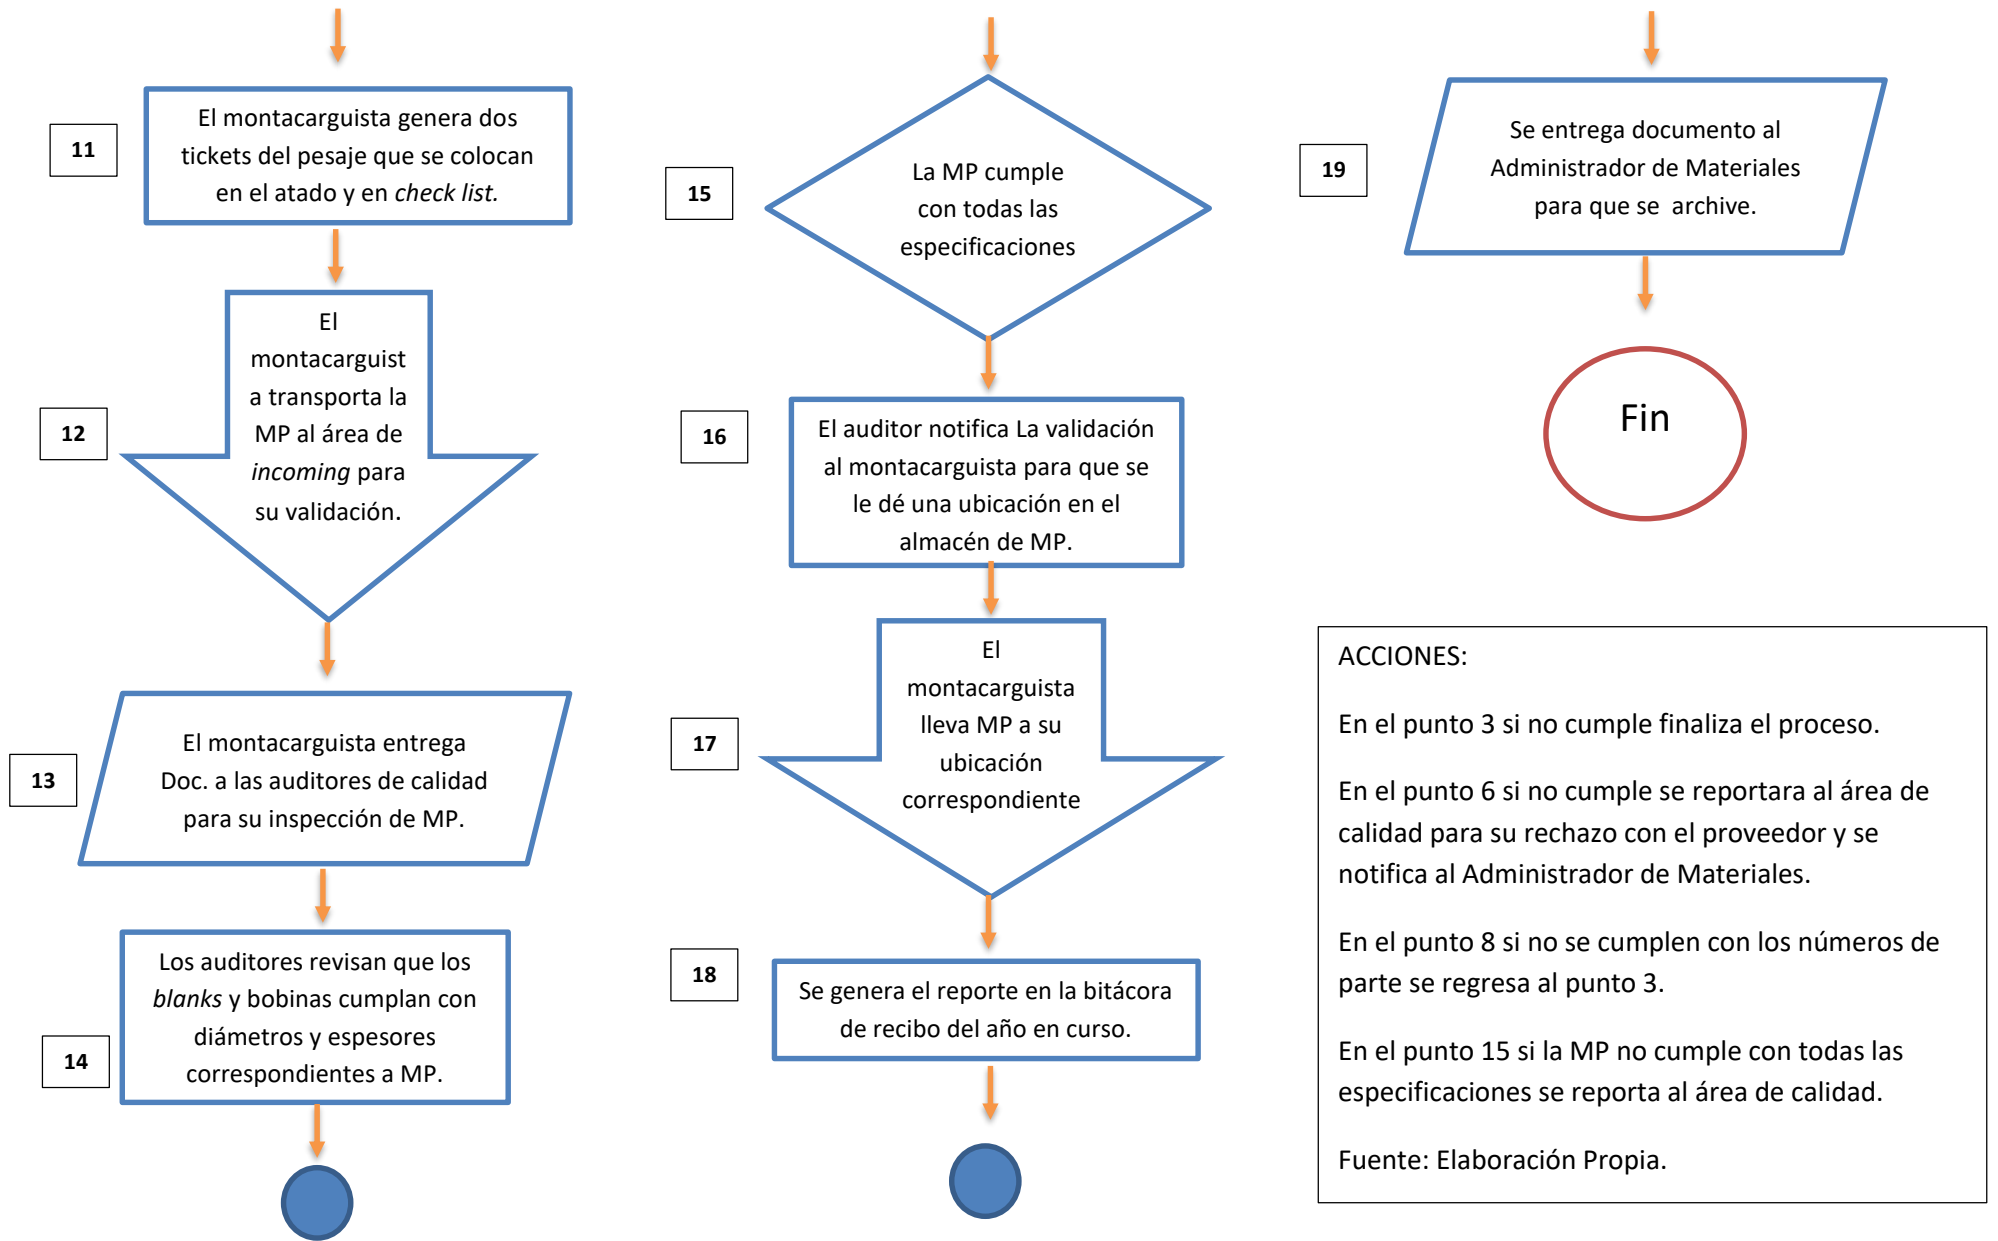 11
El montacarguista genera dos
tickets del pesaje que se colocan
en el atado y en check list.
12
El
montacarguist
a transporta la
MP al área de
incoming para
su validación.
13
El montacarguista entrega
Doc. a las auditores de calidad
para su inspección de MP.
14
Los auditores revisan que los
blanks y bobinas cumplan con
diámetros y espesores
correspondientes a MP.
15
La MP cumple
con todas las
especificaciones
16
El auditor notifica La validación
al montacarguista para que se
le dé una ubicación en el
almacén de MP.
17
El
montacarguista
lleva MP a su
ubicación
correspondiente
18
Se genera el reporte en la bitácora
de recibo del año en curso.
19
Se entrega documento al
Administrador de Materiales
para que se archive.
Fin
ACCIONES:
En el punto 3 si no cumple finaliza el proceso.
En el punto 6 si no cumple se reportara al área de
calidad para su rechazo con el proveedor y se
notifica al Administrador de Materiales.
En el punto 8 si no se cumplen con los números de
parte se regresa al punto 3.
En el punto 15 si la MP no cumple con todas las
especificaciones se reporta al área de calidad.
Fuente: Elaboración Propia.